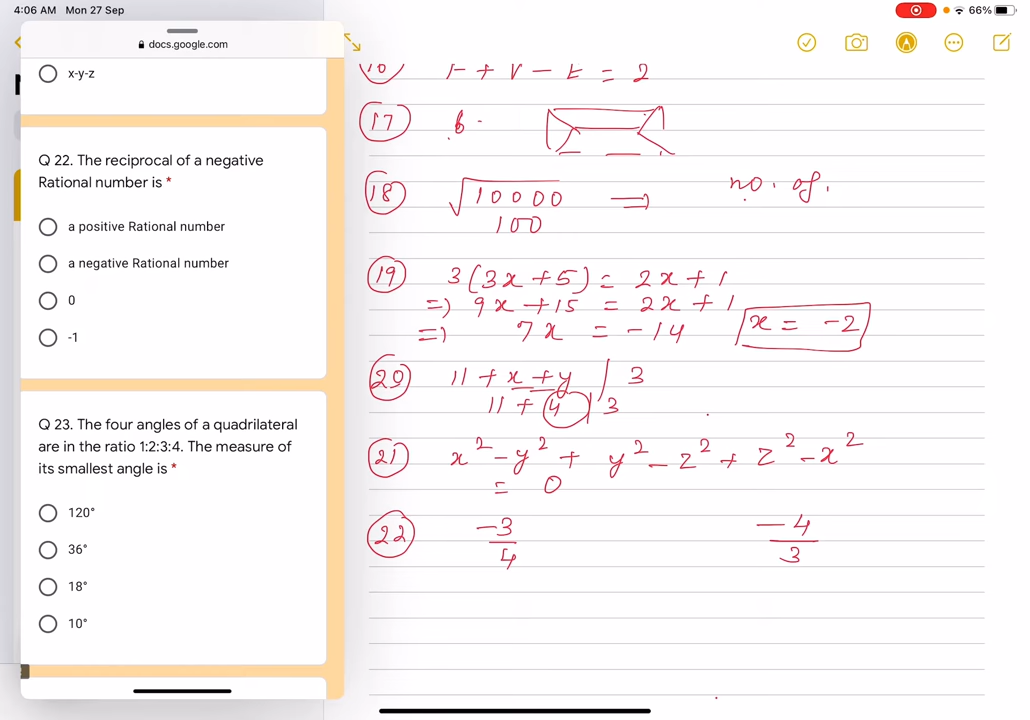 4:06 AM Mon 27 Sep
66%
docs.google.com
x-y-z
Q 22. The reciprocal of a negative
Rational number is *
a positive Rational number
a negative Rational number
0
-1
Q 23. The four angles of a quadrilateral
are in the ratio 1:2:3:4. The measure of
its smallest angle is *
120°
36°
18°
10°
F + V - E = 2
17 6.
18 √10000 ⇒ no. of.
100
19 3(3x+5) = 2x+1
⇒ 9x+15 = 2x+1
⇒ 7x = -14 x = -2
20 11 + x + y | 3
11 + 4 | 3
21 x² - y² + y² - z² + z² - x²
= 0
22 -3/4 -4/3